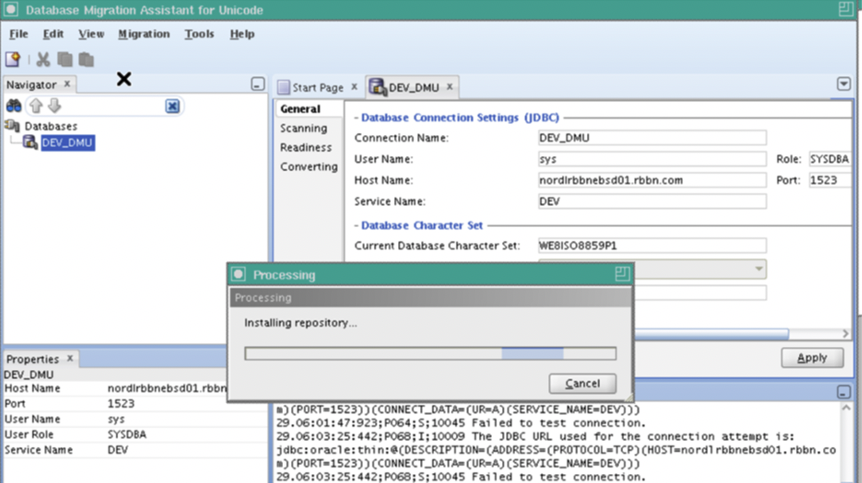 Database Migration Assistant for Unicode
File Edit View Migration Tools Help
Navigator x
Databases
DEV_DMU
Start Page x DEV_DMU x
General
Scanning
Readiness
Converting
Database Connection Settings (JDBC)
Connection Name: DEV_DMU
User Name: sys Role: SYSDBA
Host Name: nordlrbbnebsd01.rbbn.com Port: 1523
Service Name: DEV
Database Character Set
Current Database Character Set: WE8ISO8859P1
Processing
Processing
Installing repository...
Cancel
Apply
Properties x
DEV_DMU
Host Name nordlrbbnebsd01.rbbn
Port 1523
User Name sys
User Role SYSDBA
Service Name DEV
m)(PORT=1523))(CONNECT_DATA=(UR=A)(SERVICE_NAME=DEV)))
29.06:01:47:923;P064;S;10045 Failed to test connection.
29.06:03:25:442;P068;I;10009 The JDBC URL used for the connection attempt is:
jdbc:oracle:thin:@(DESCRIPTION=(ADDRESS=(PROTOCOL=TCP)(HOST=nordlrbbnebsd01.rbbn.co
m)(PORT=1523))(CONNECT_DATA=(UR=A)(SERVICE_NAME=DEV)))
29.06:03:25:442;P068;S;10045 Failed to test connection.